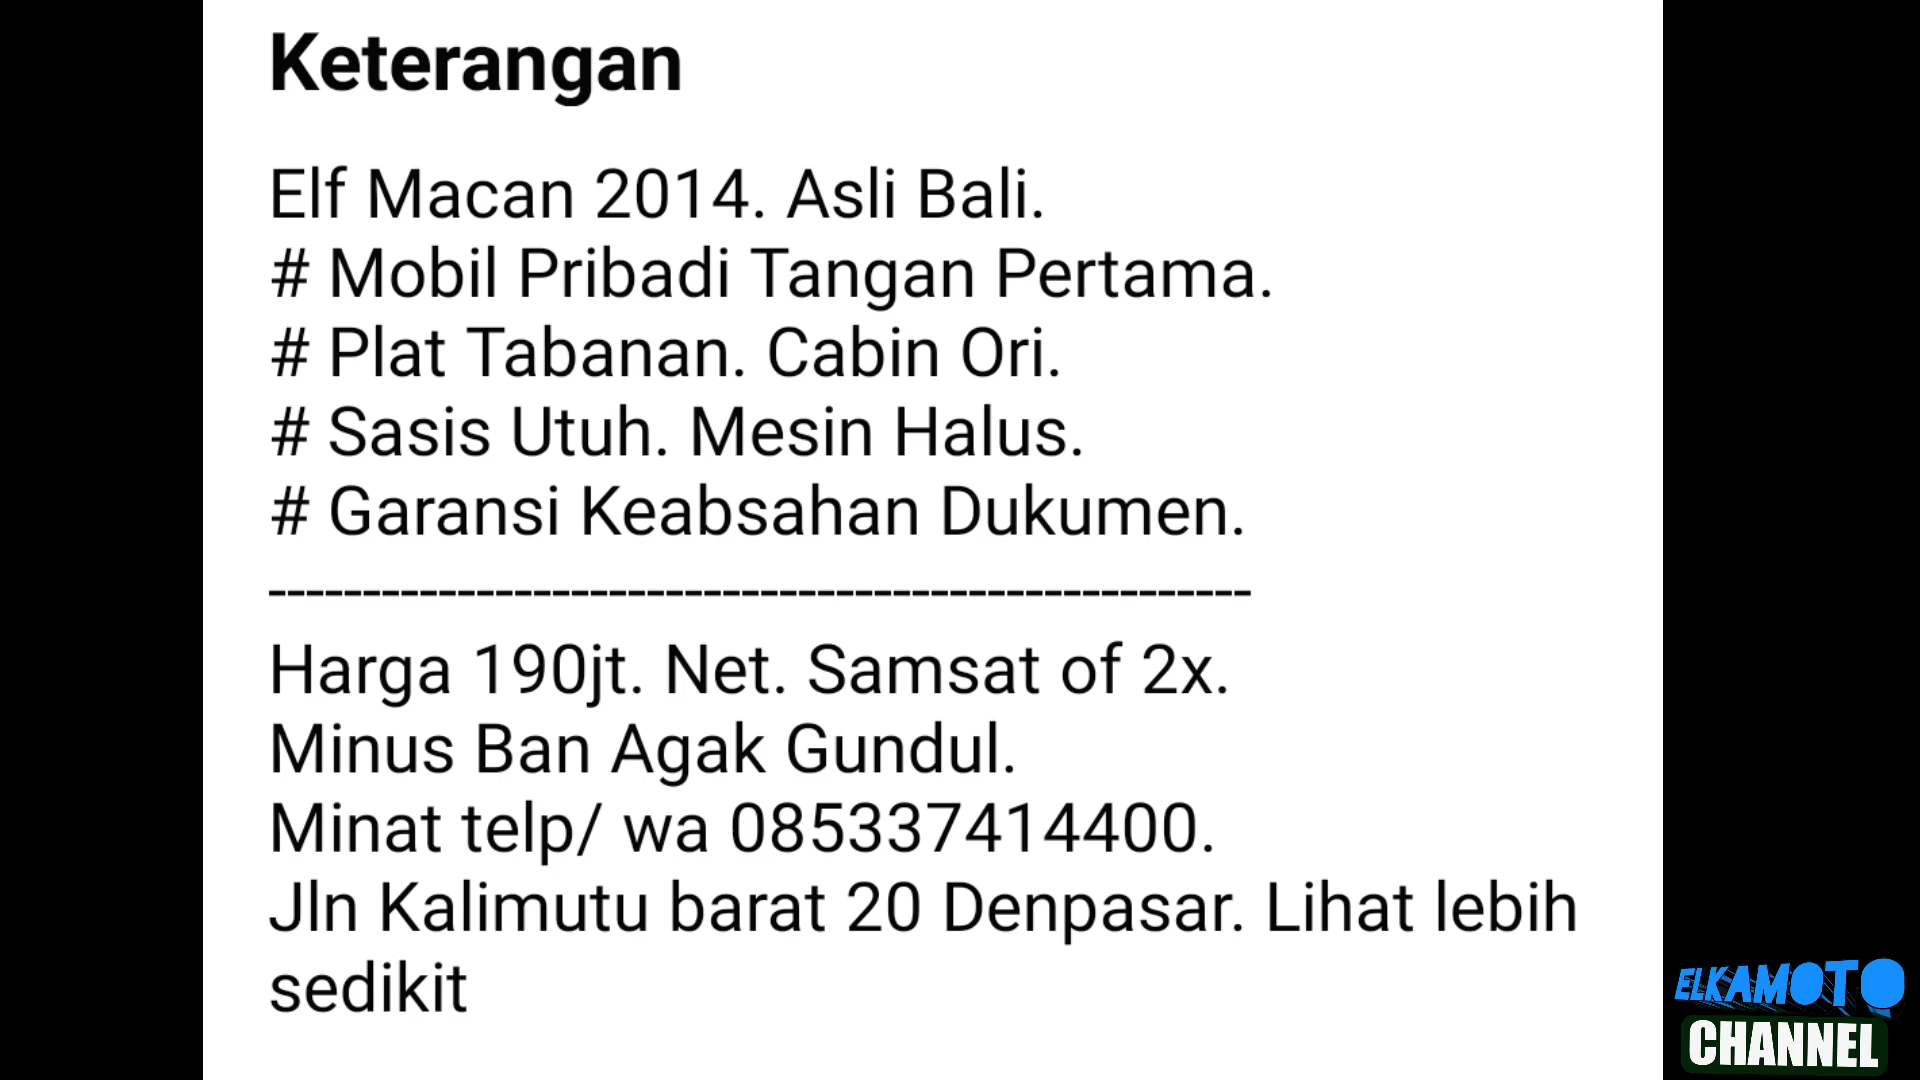 Keterangan
Elf Macan 2014. Asli Bali.
# Mobil Pribadi Tangan Pertama.
# Plat Tabanan. Cabin Ori.
# Sasis Utuh. Mesin Halus.
# Garansi Keabsahan Dukumen.
----------------------------------------------------
Harga 190jt. Net. Samsat of 2x.
Minus Ban Agak Gundul.
Minat telp/ wa 085337414400.
Jln Kalimutu barat 20 Denpasar. Lihat lebih
sedikit
ELKAMOTO
CHANNEL